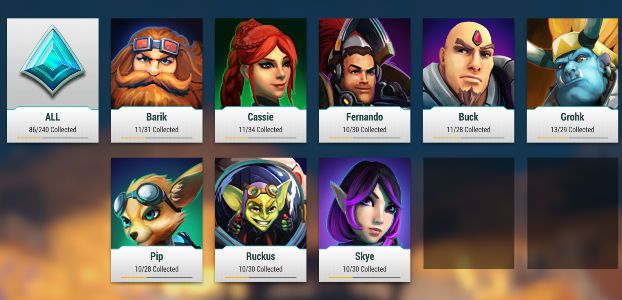 ALL
86/240 Collected
Barik
11/31 Collected
Cassie
11/34 Collected
Fernando
10/30 Collected
Buck
11/28 Collected
Grohk
13/29 Collected
Pip
10/28 Collected
Ruckus
10/30 Collected
Skye
10/30 Collected